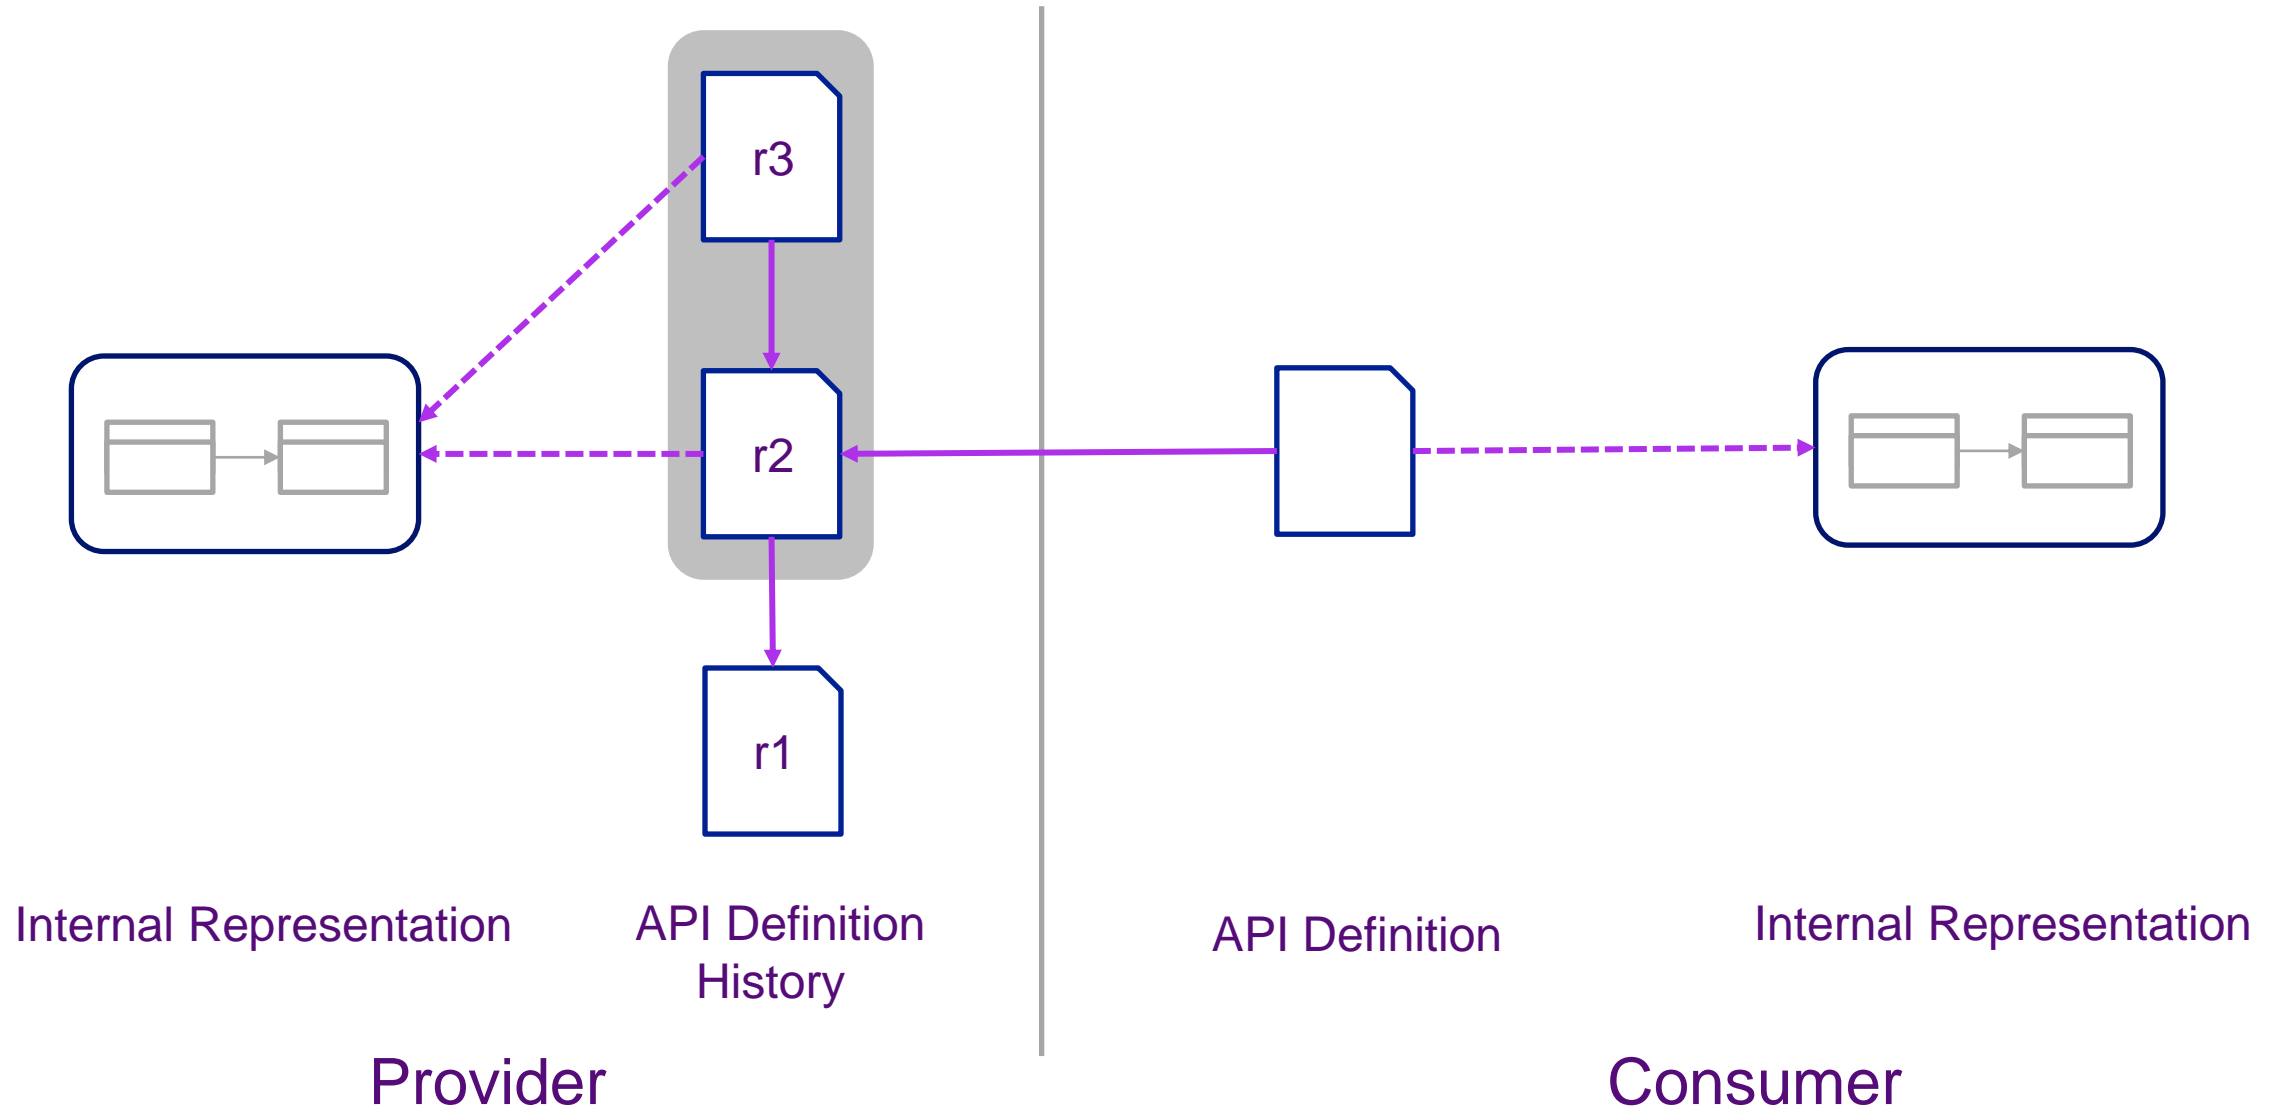 r3
r2
r1
Internal Representation
API Definition
History
API Definition
Internal Representation
Provider
Consumer